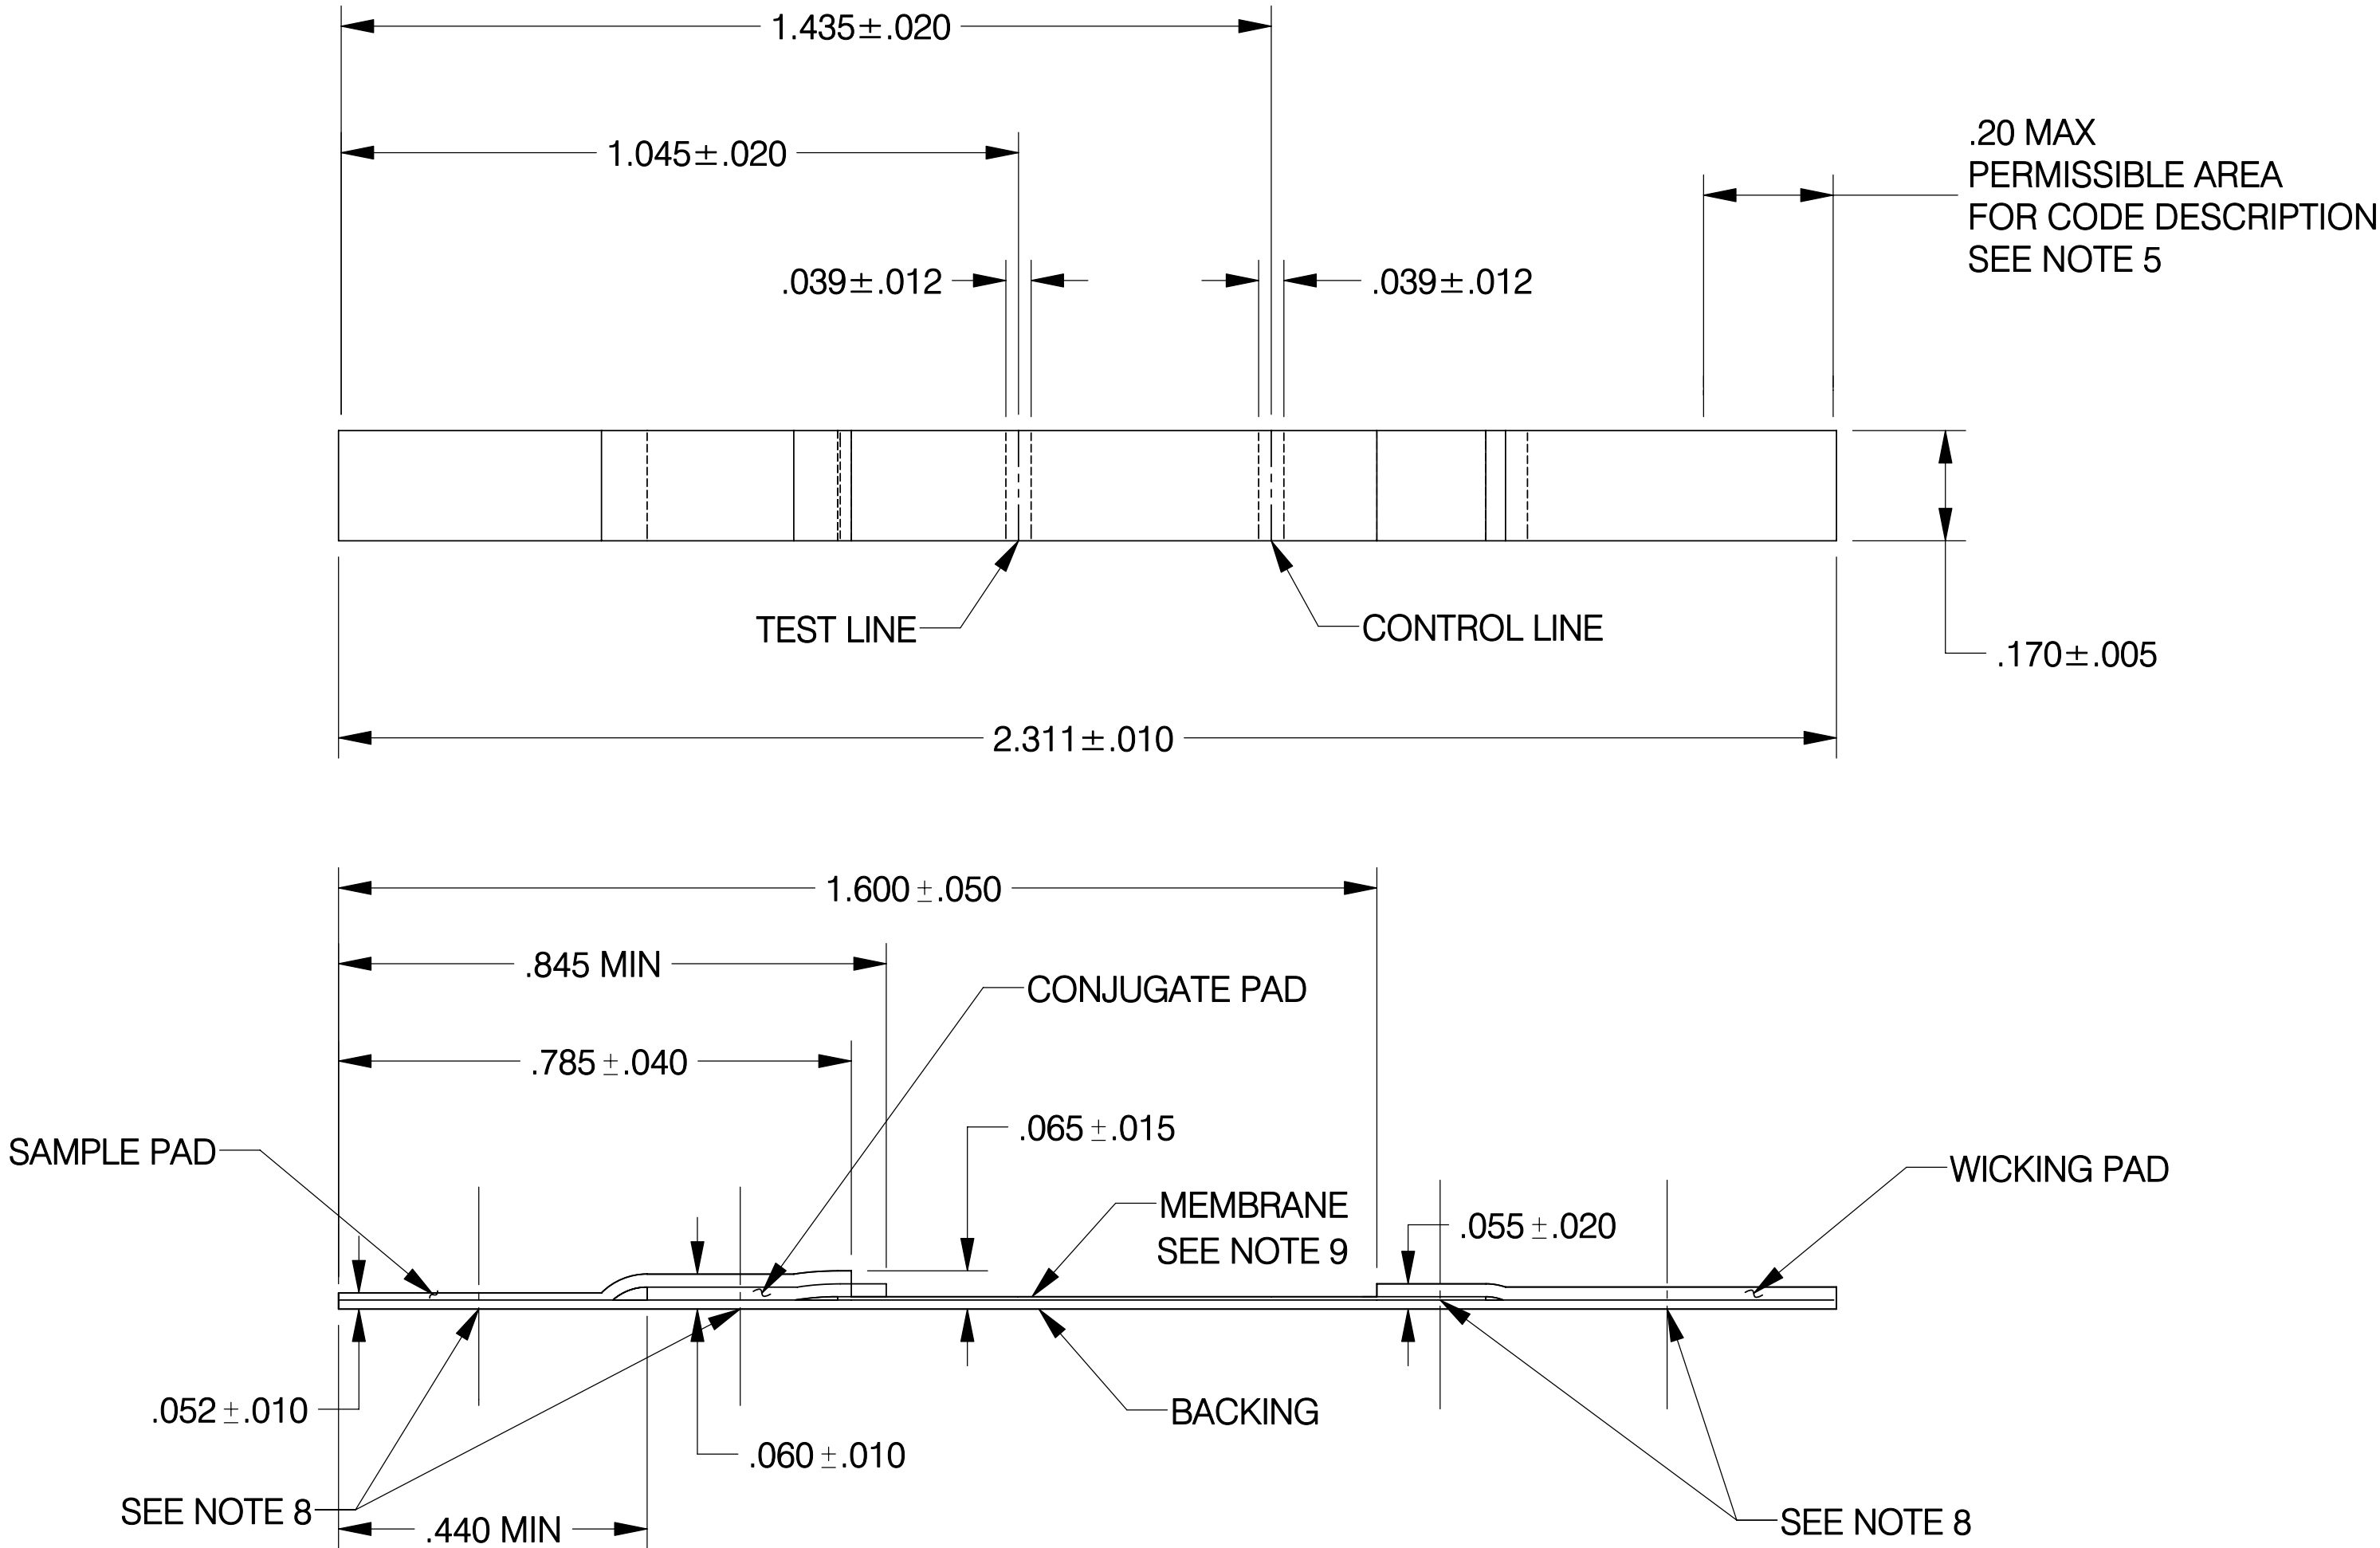 1.435±.020
1.045±.020
.20 MAX
PERMISSIBLE AREA
FOR CODE DESCRIPTION
SEE NOTE 5
.039±.012
.039±.012
TEST LINE
CONTROL LINE
.170±.005
2.311±.010
1.600±.050
.845 MIN
CONJUGATE PAD
.785±.040
.065±.015
SAMPLE PAD
WICKING PAD
MEMBRANE
SEE NOTE 9
.055±.020
.052±.010
BACKING
.060±.010
SEE NOTE 8
.440 MIN
SEE NOTE 8